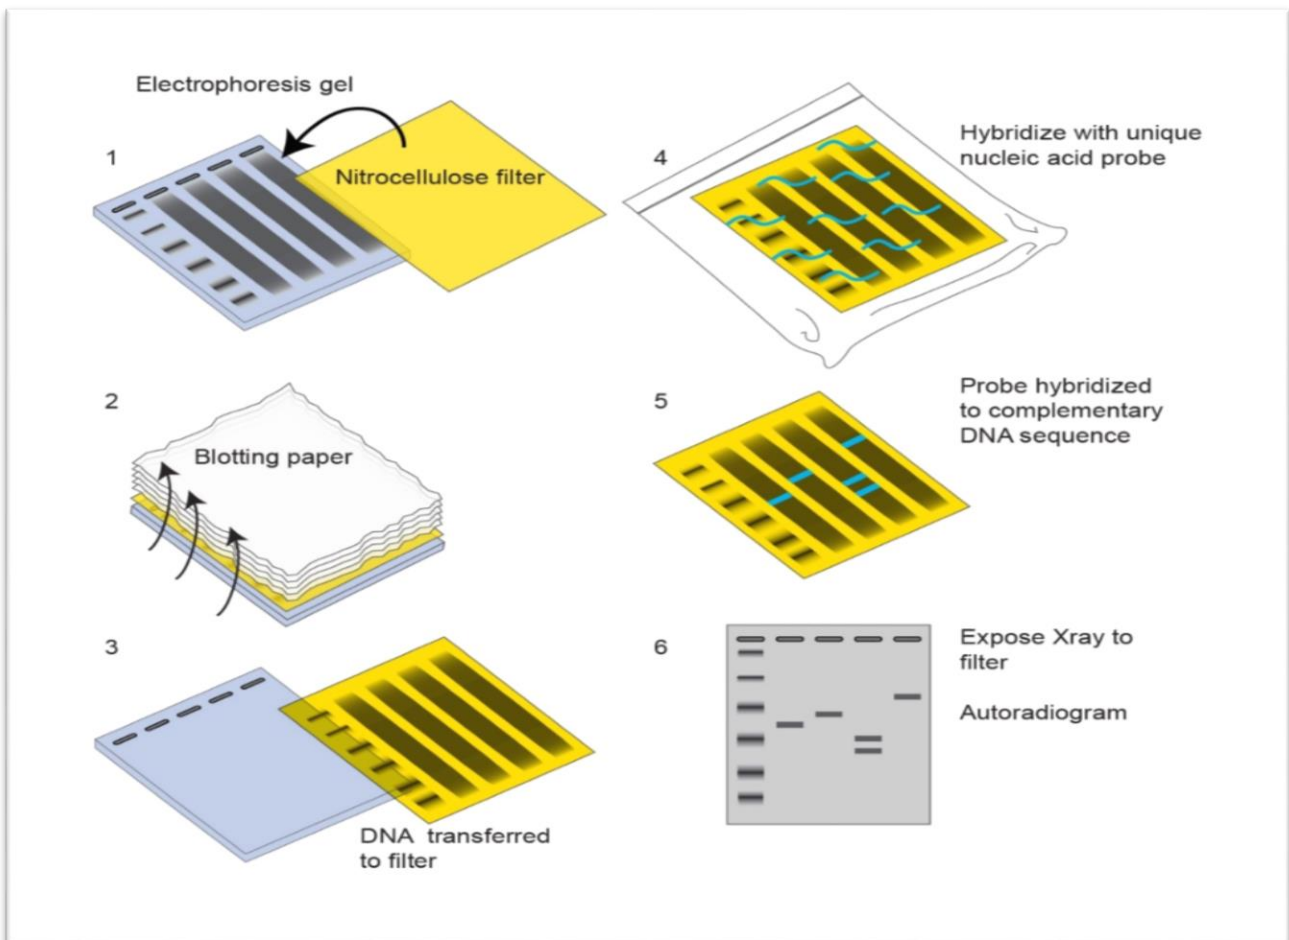 Electrophoresis gel
1
Nitrocellulose filter
2
Blotting paper
3
DNA transferred
to filter
4
Hybridize with unique
nucleic acid probe
5
Probe hybridized
to complementary
DNA sequence
6
Expose Xray to
filter
Autoradiogram